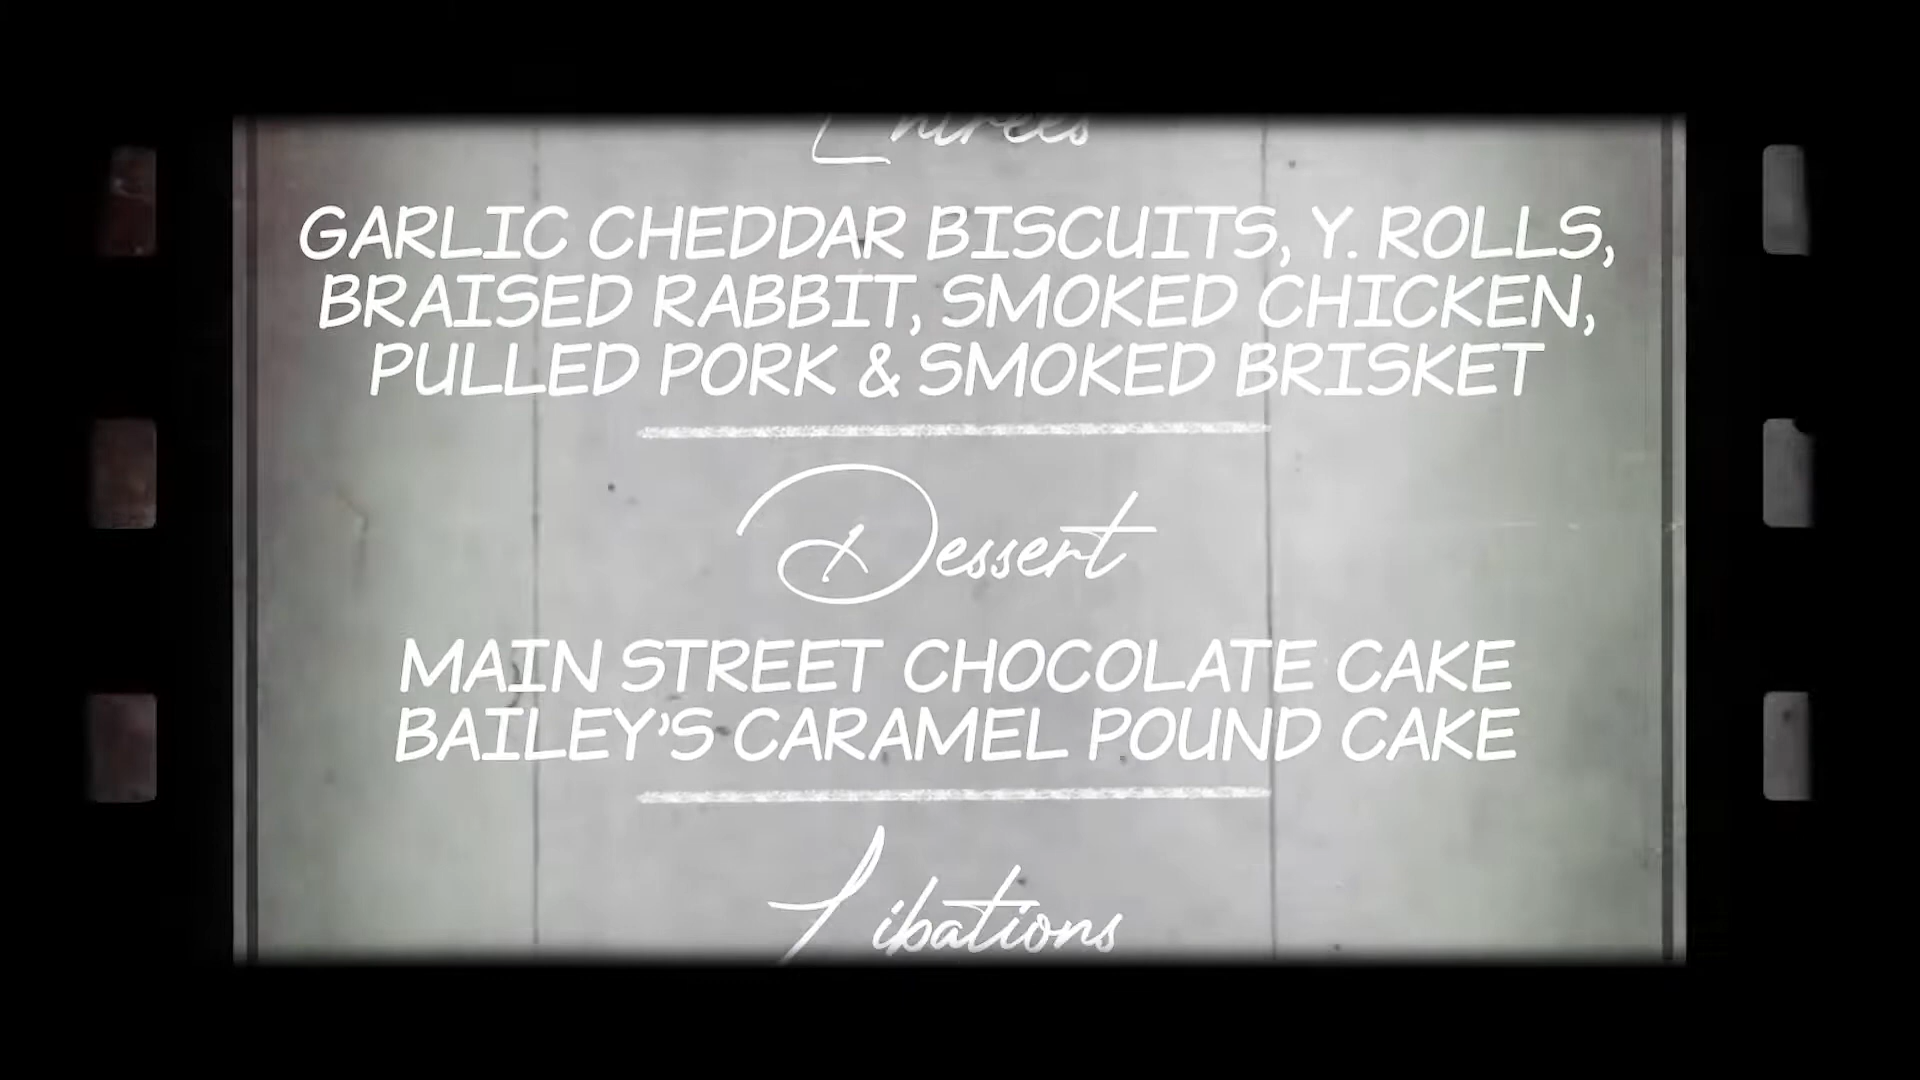 Entrees
GARLIC CHEDDAR BISCUITS, Y. ROLLS,
BRAISED RABBIT, SMOKED CHICKEN,
PULLED PORK & SMOKED BRISKET
Dessert
MAIN STREET CHOCOLATE CAKE
BAILEY'S CARAMEL POUND CAKE
Libations